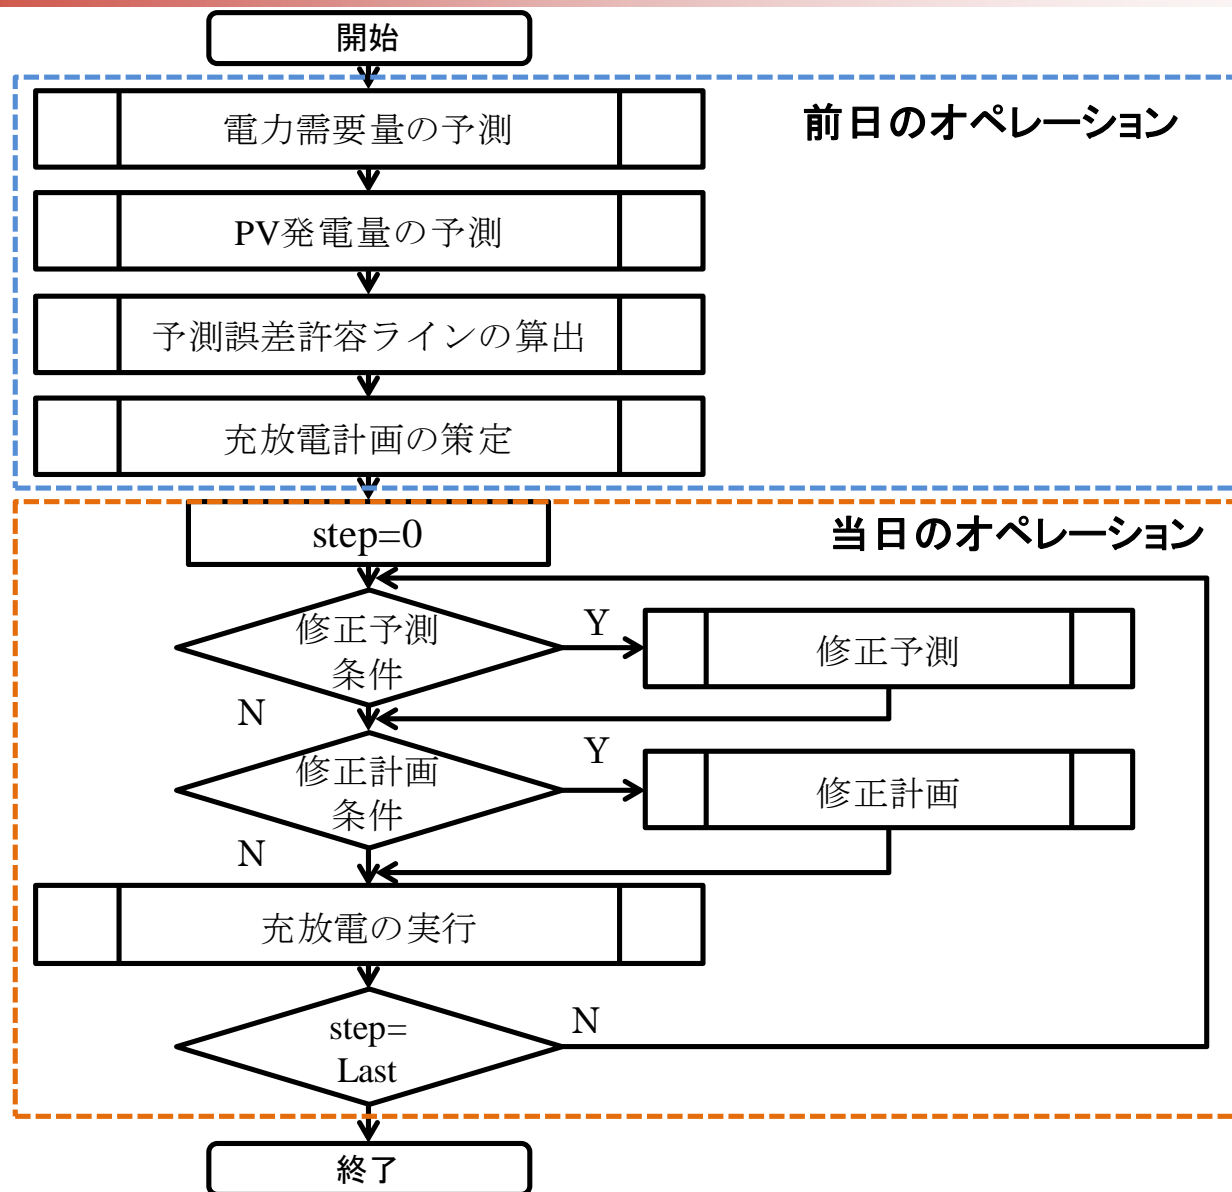 開始
前日のオペレーション
電力需要量の予測
PV発電量の予測
予測誤差許容ラインの算出
充放電計画の策定
当日のオペレーション
step=0
修正予測
条件
Y
修正予測
N
修正計画
条件
Y
修正計画
N
充放電の実行
step=
Last
N
終了